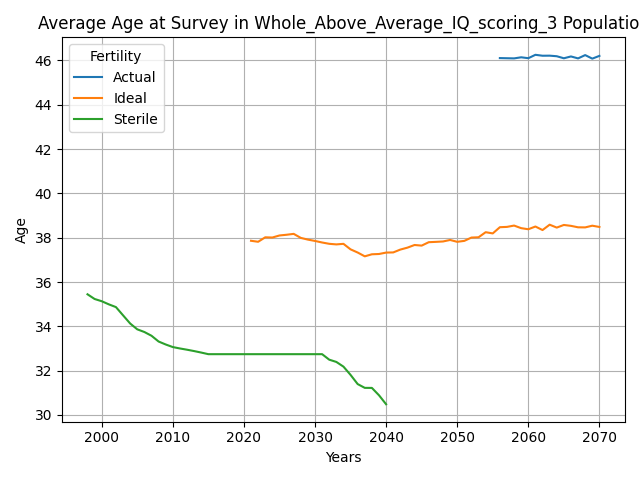 Average Age at Survey in Whole_Above_Average_IQ_scoring_3 Populatio
Fertility
Actual
Ideal
Sterile
46
44
42
40
38
36
34
32
30
Age
2000 2010 2020 2030 2040 2050 2060 2070
Years